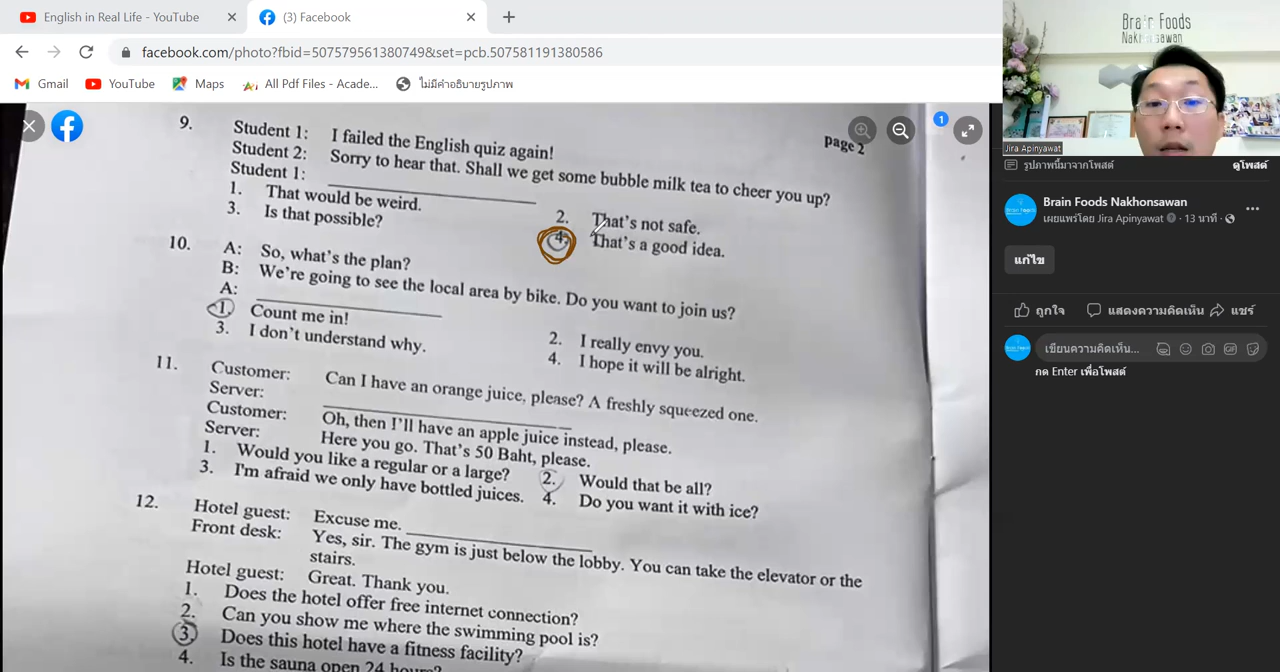 English in Real Life - YouTube
(3) Facebook
facebook.com/photo?fbid=507579561380749&set=pcb.507581191380586
Gmail
YouTube
Maps
All Pdf Files - Acade...
ไม่มีคำอธิบายรูปภาพ
page 2
9. Student 1: I failed the English quiz again!
Student 2: Sorry to hear that. Shall we get some bubble milk tea to cheer you up?
Student 1:
1. That would be weird.
2. That's not safe.
3. Is that possible?
4. That's a good idea.
10. A: So, what's the plan?
B: We're going to see the local area by bike. Do you want to join us?
A:
1. Count me in!
2. I really envy you.
3. I don't understand why.
4. I hope it will be alright.
11. Customer: Can I have an orange juice, please? A freshly squeezed one.
Server:
Customer: Oh, then I'll have an apple juice instead, please.
Server: Here you go. That's 50 Baht, please.
1. Would you like a regular or a large?
2. Would that be all?
3. I'm afraid we only have bottled juices.
4. Do you want it with ice?
12. Hotel guest: Excuse me.
Front desk: Yes, sir. The gym is just below the lobby. You can take the elevator or the
stairs.
Hotel guest: Great. Thank you.
1. Does the hotel offer free internet connection?
2. Can you show me where the swimming pool is?
3. Does this hotel have a fitness facility?
4. Is the sauna open 24 hours?
1
Brain Foods
Nakhonsawan
Jira Apinyawat
รูปภาพนี้มาจากโพสต์
ดูโพสต์
Brain Foods Nakhonsawan
เผยแพร่โดย Jira Apinyawat · 13 นาที ·
แก้ไข
ถูกใจ
แสดงความคิดเห็น
แชร์
เขียนความคิดเห็น...
กด Enter เพื่อโพสต์